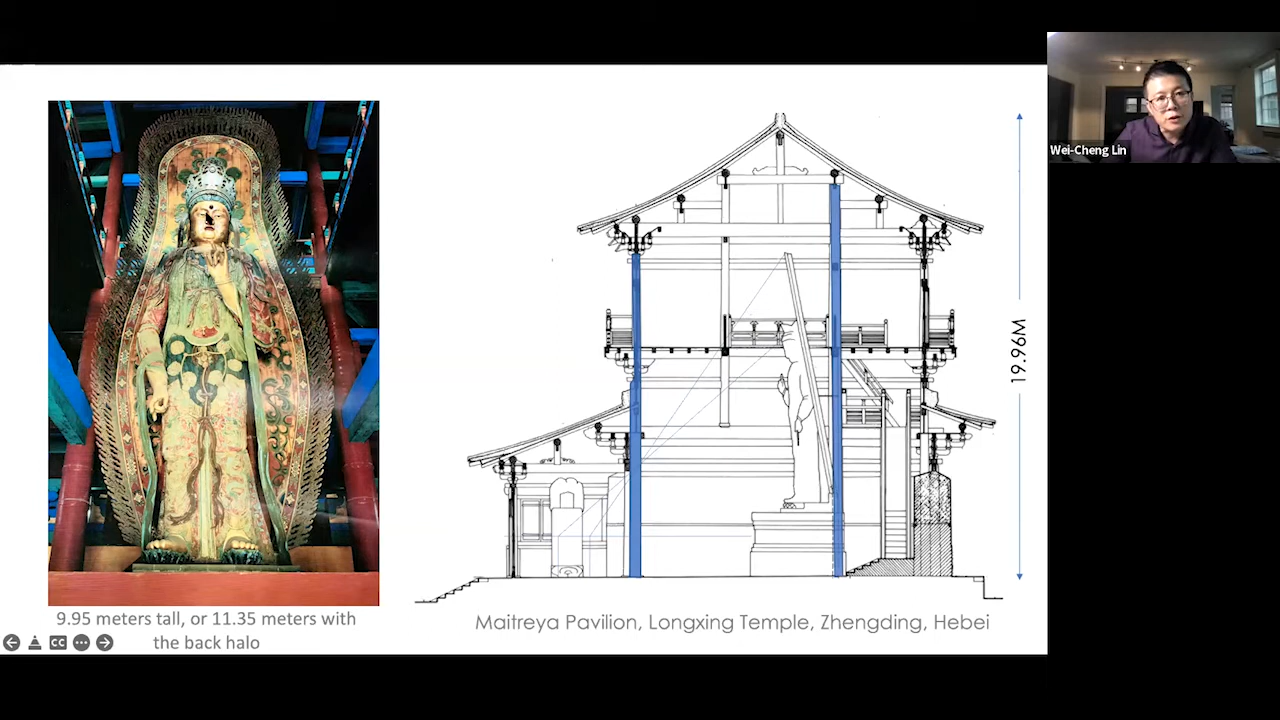 Wei-Cheng Lin
19.96M
9.95 meters tall, or 11.35 meters with
the back halo
Maitreya Pavilion, Longxing Temple, Zhengding, Hebei
CC